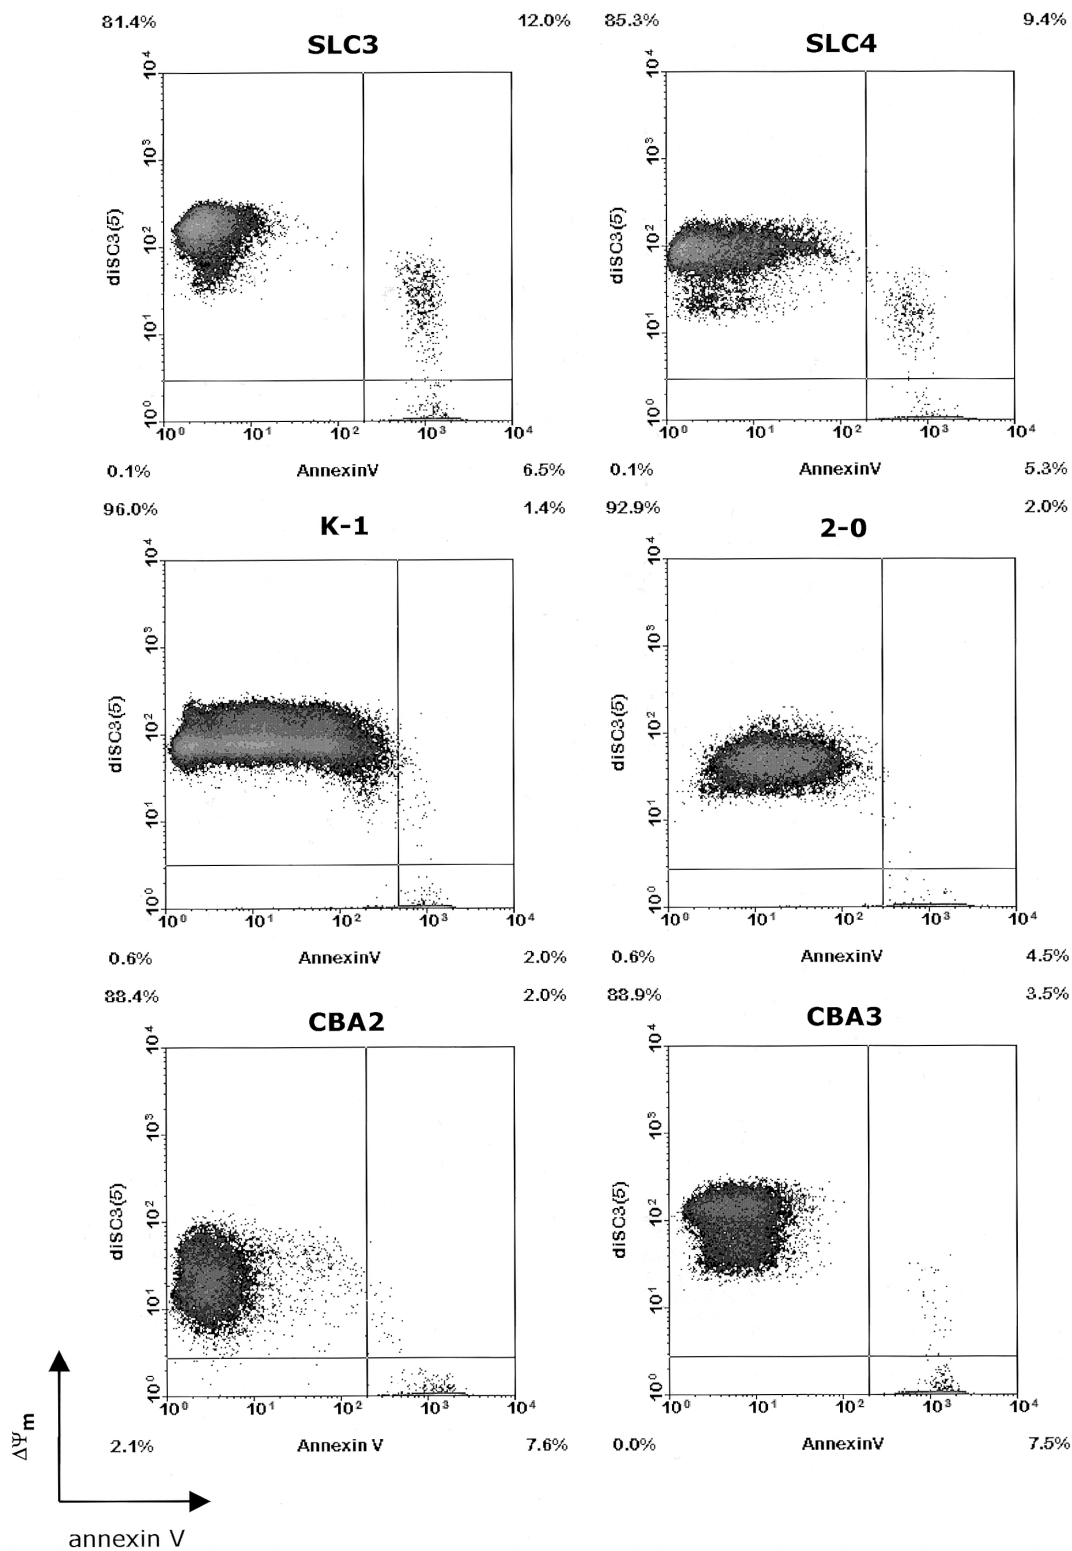 81.4% 12.0% 85.3% 9.4%
SLC3 SLC4
10⁴ 10⁴
10³ 10³
diSC3(5) diSC3(5)
10² 10²
10¹ 10¹
10⁰ 10⁰
10⁰ 10¹ 10² 10³ 10⁴ 10⁰ 10¹ 10² 10³ 10⁴
0.1% AnnexinV 6.5% 0.1% AnnexinV 5.3%
96.0% 1.4% 92.9% 2.0%
K-1 2-0
10⁴ 10⁴
10³ 10³
diSC3(5) diSC3(5)
10² 10²
10¹ 10¹
10⁰ 10⁰
10⁰ 10¹ 10² 10³ 10⁴ 10⁰ 10¹ 10² 10³ 10⁴
0.6% AnnexinV 2.0% 0.6% AnnexinV 4.5%
88.4% 2.0% 88.9% 3.5%
CBA2 CBA3
10⁴ 10⁴
10³ 10³
diSC3(5) diSC3(5)
10² 10²
10¹ 10¹
10⁰ 10⁰
10⁰ 10¹ 10² 10³ 10⁴ 10⁰ 10¹ 10² 10³ 10⁴
2.1% Annexin V 7.6% 0.0% AnnexinV 7.5%
ΔΨm
annexin V